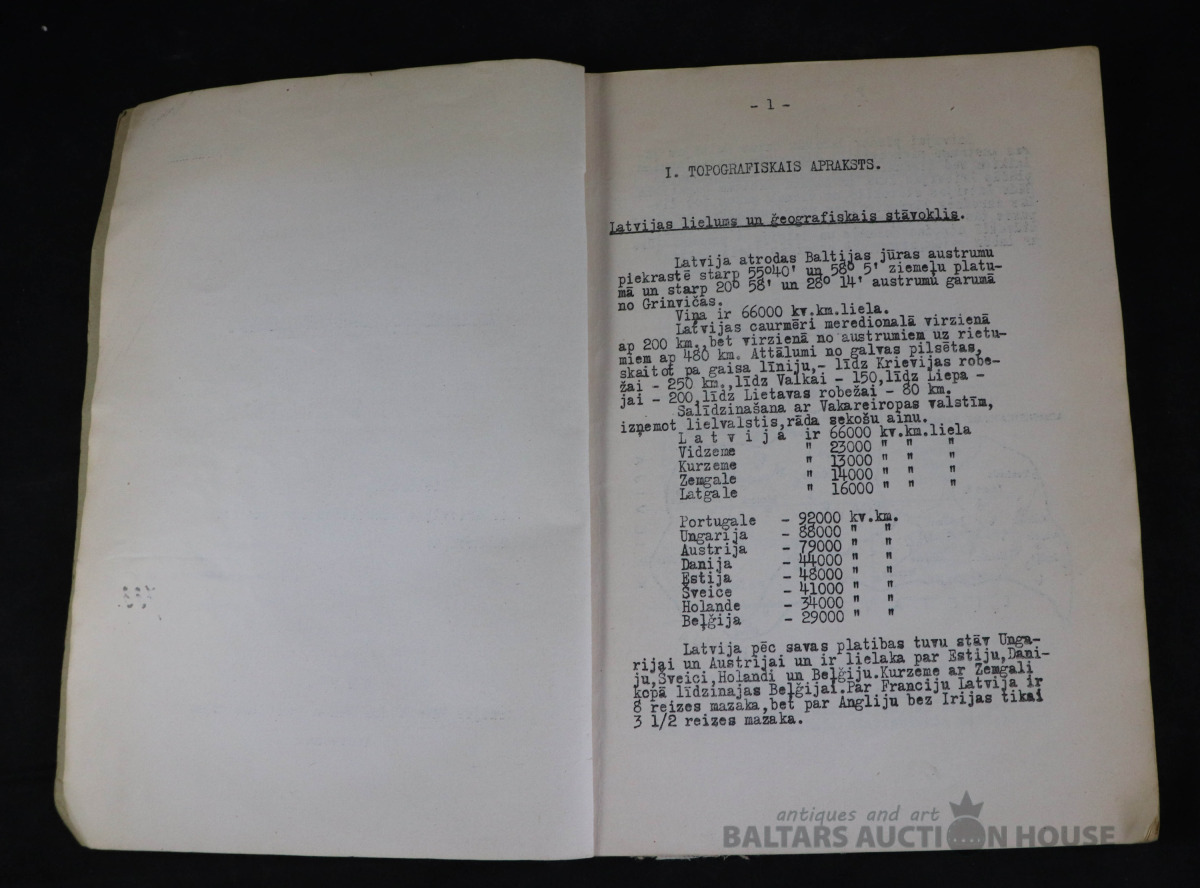 - 1 -
I. TOPOGRAFISKAIS APRAKSTS.
Latvijas lielums un ģeografiskais stāvoklis.
Latvija atrodas Baltijas jūras austrumu
piekrastē starp 55°40' un 58° 5' ziemeļu platu-
mā un starp 20° 58' un 28° 14' austrumu garumā
no Grinvičas.
Viņa ir 66000 kv.km.liela.
Latvijas caurmēri meredionalā virzienā
ap 200 km.,bet virzienā no austrumiem uz rietu-
miem ap 480 km. Attālumi no galvas pilsētas,
skaitot pa gaisa līniju,- līdz Krievijas robe-
žai - 250 km.,līdz Valkai - 150,līdz Liepa -
jai - 200,līdz Lietavas robežai - 80 km.
Salīdzinašana ar Vakareiropas valstīm,
izņemot lielvalstis,rāda sekošu ainu.
L a t v i j a ir 66000 kv.km.liela
Vidzeme " 23000 " " "
Kurzeme " 13000 " " "
Zemgale " 14000 " " "
Latgale " 16000 " " "
Portugale - 92000 kv.km.
Ungarija - 88000 " "
Austrija - 79000 " "
Danija - 44000 " "
Estija - 48000 " "
Šveice - 41000 " "
Holande - 34000 " "
Beļģija - 29000 " "
Latvija pēc savas platibas tuvu stāv Unga-
rijai un Austrijai un ir lielaka par Estiju,Dani-
ju,Šveici,Holandi un Beļģiju.Kurzeme ar Zemgali
kopā līdzinajas Beļģijai.Par Franciju Latvija ir
8 reizes mazaka,bet par Angliju bez Irijas tikai
3 1/2 reizes mazaka.
antiques and art
BALTARS AUCTION HOUSE